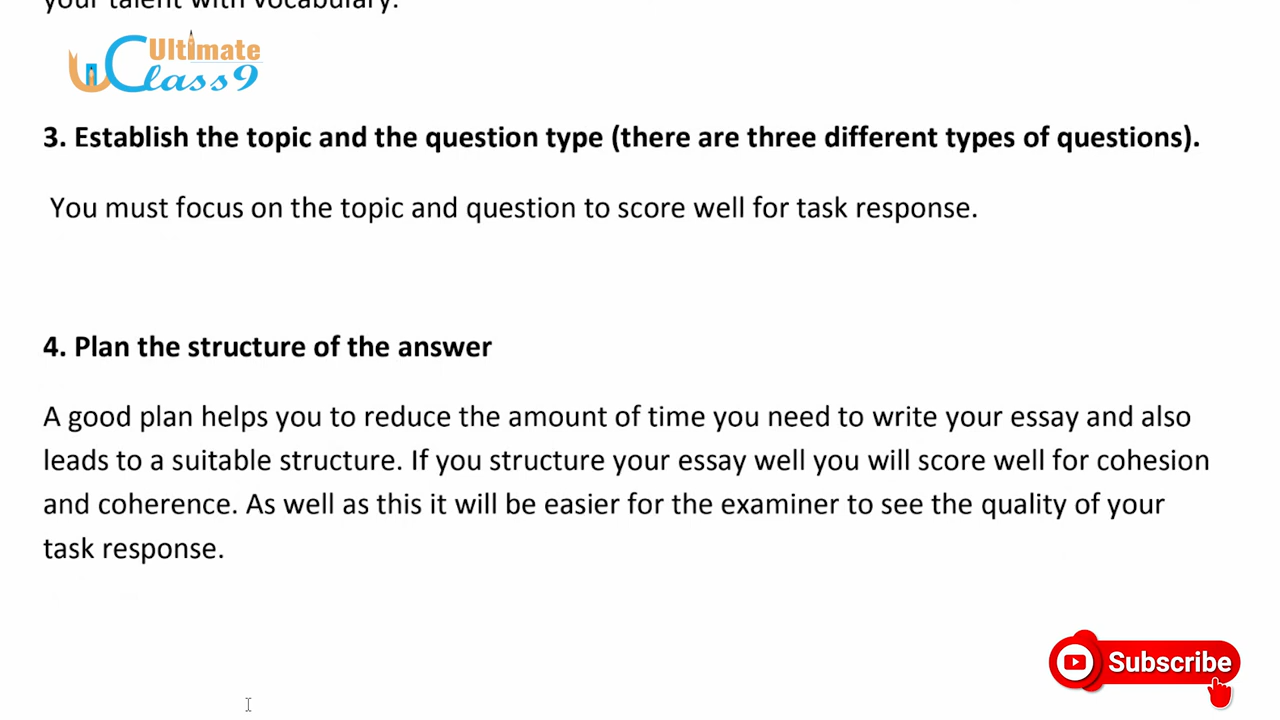 your talent with vocabulary.
Ultimate
Class9
3. Establish the topic and the question type (there are three different types of questions).
You must focus on the topic and question to score well for task response.
4. Plan the structure of the answer
A good plan helps you to reduce the amount of time you need to write your essay and also
leads to a suitable structure. If you structure your essay well you will score well for cohesion
and coherence. As well as this it will be easier for the examiner to see the quality of your
task response.
Subscribe